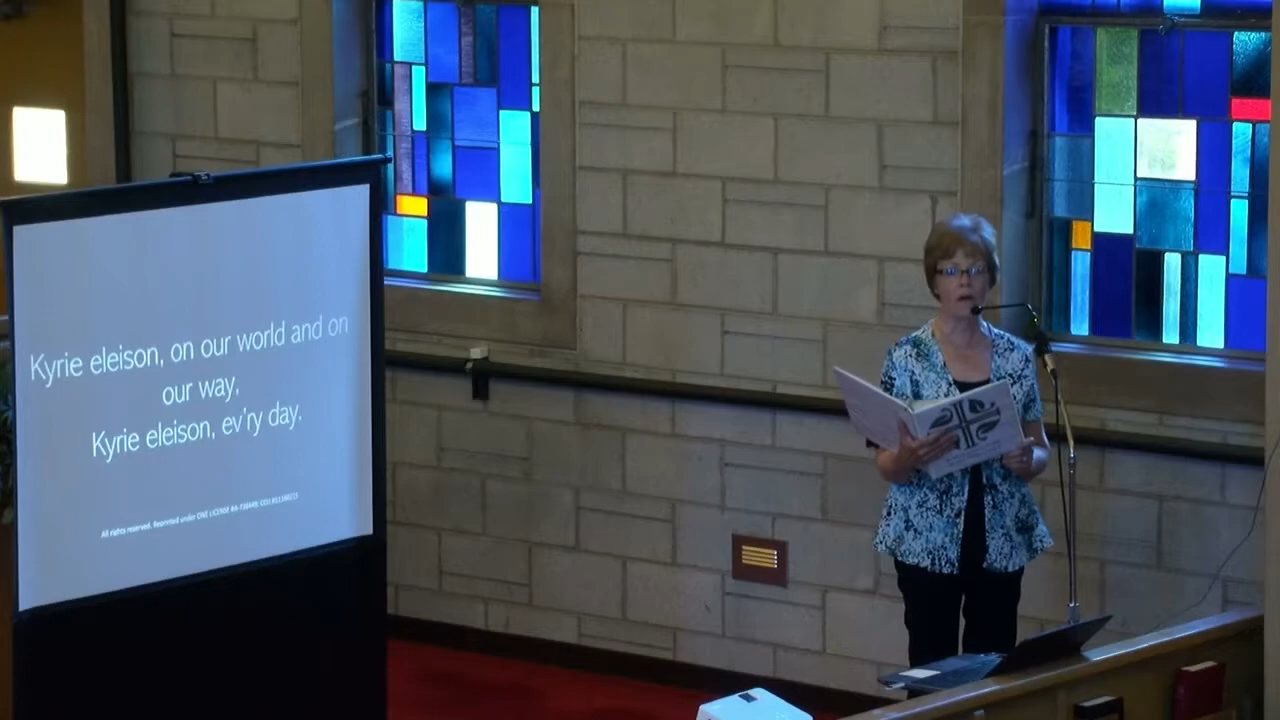 Kyrie eleison, on our world and on
our way,
Kyrie eleison, ev'ry day.
All rights reserved. Reprinted under ONE LICENSE